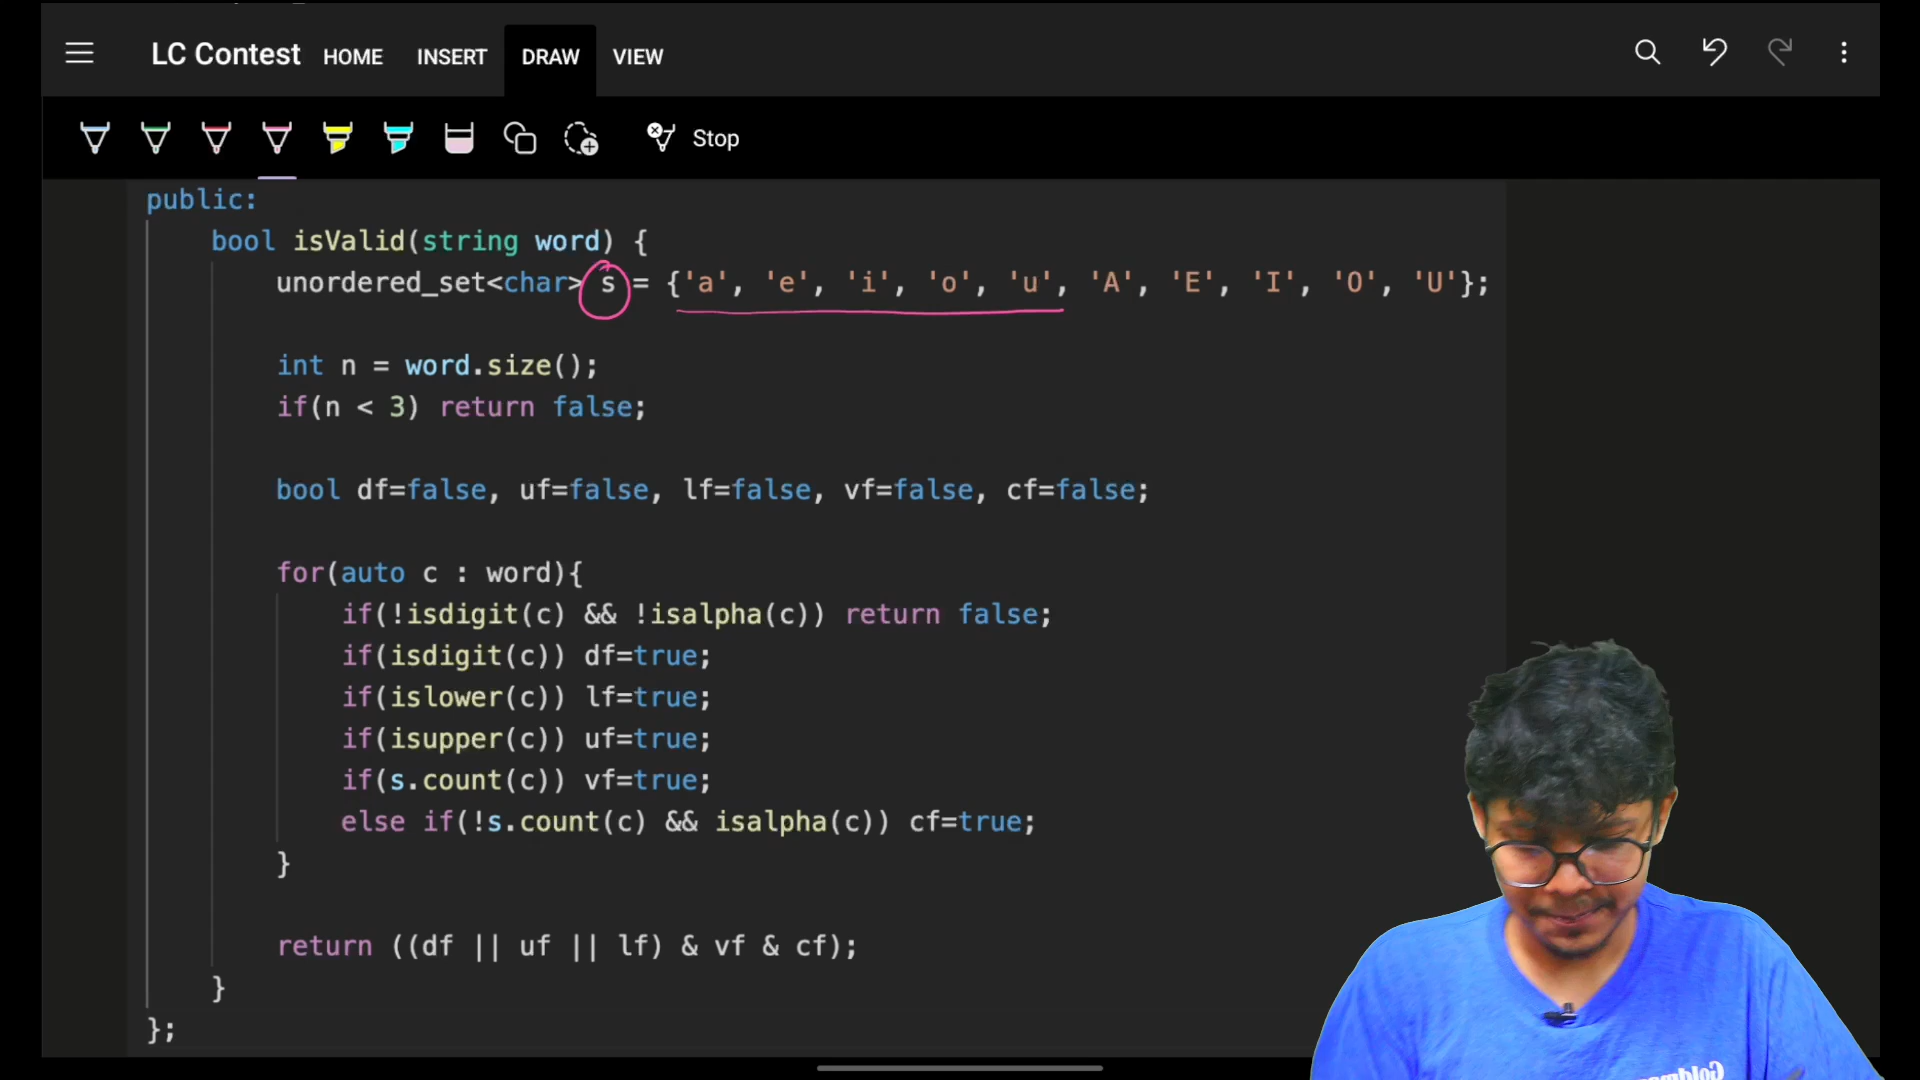 LC Contest HOME INSERT DRAW VIEW
Stop
public:
bool isValid(string word) {
unordered_set<char> s = {'a', 'e', 'i', 'o', 'u', 'A', 'E', 'I', 'O', 'U'};
int n = word.size();
if(n < 3) return false;
bool df=false, uf=false, lf=false, vf=false, cf=false;
for(auto c : word){
if(!isdigit(c) && !isalpha(c)) return false;
if(isdigit(c)) df=true;
if(islower(c)) lf=true;
if(isupper(c)) uf=true;
if(s.count(c)) vf=true;
else if(!s.count(c) && isalpha(c)) cf=true;
}
return ((df || uf || lf) & vf & cf);
}
};